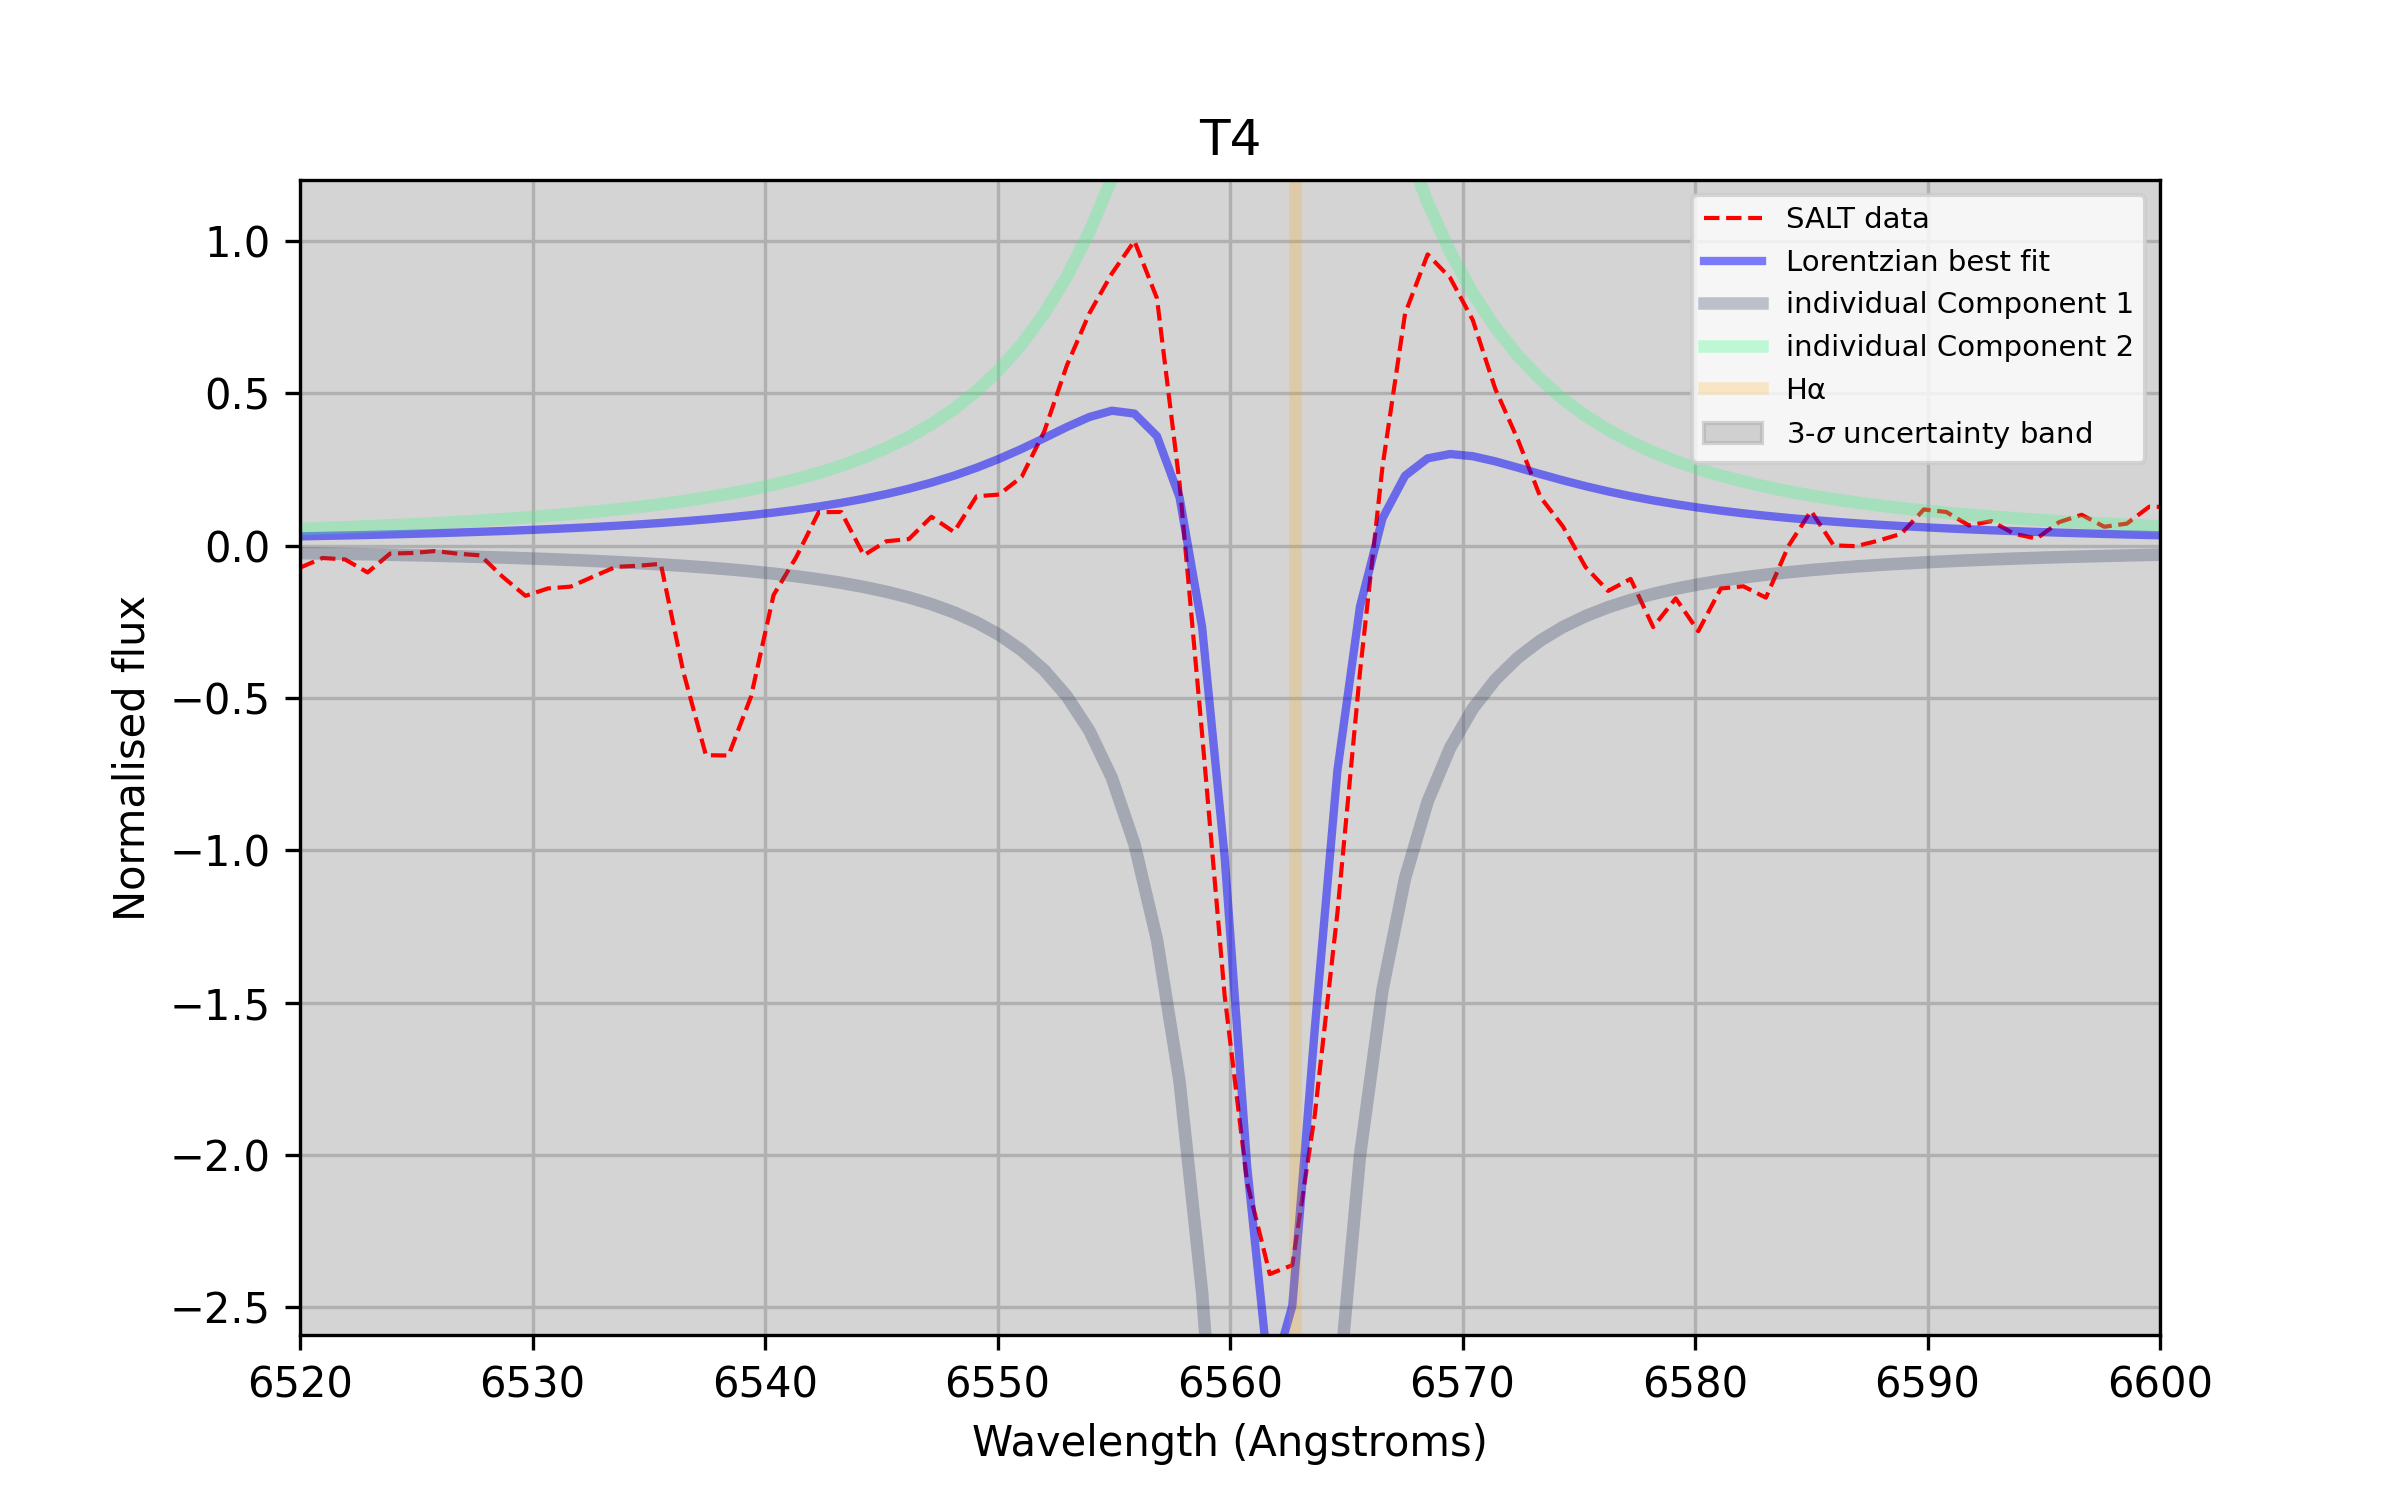 T4
SALT data
Lorentzian best fit
individual Component 1
individual Component 2
Hα
3-σ uncertainty band
1.0
0.5
0.0
−0.5
−1.0
−1.5
−2.0
−2.5
Normalised flux
6520 6530 6540 6550 6560 6570 6580 6590 6600
Wavelength (Angstroms)